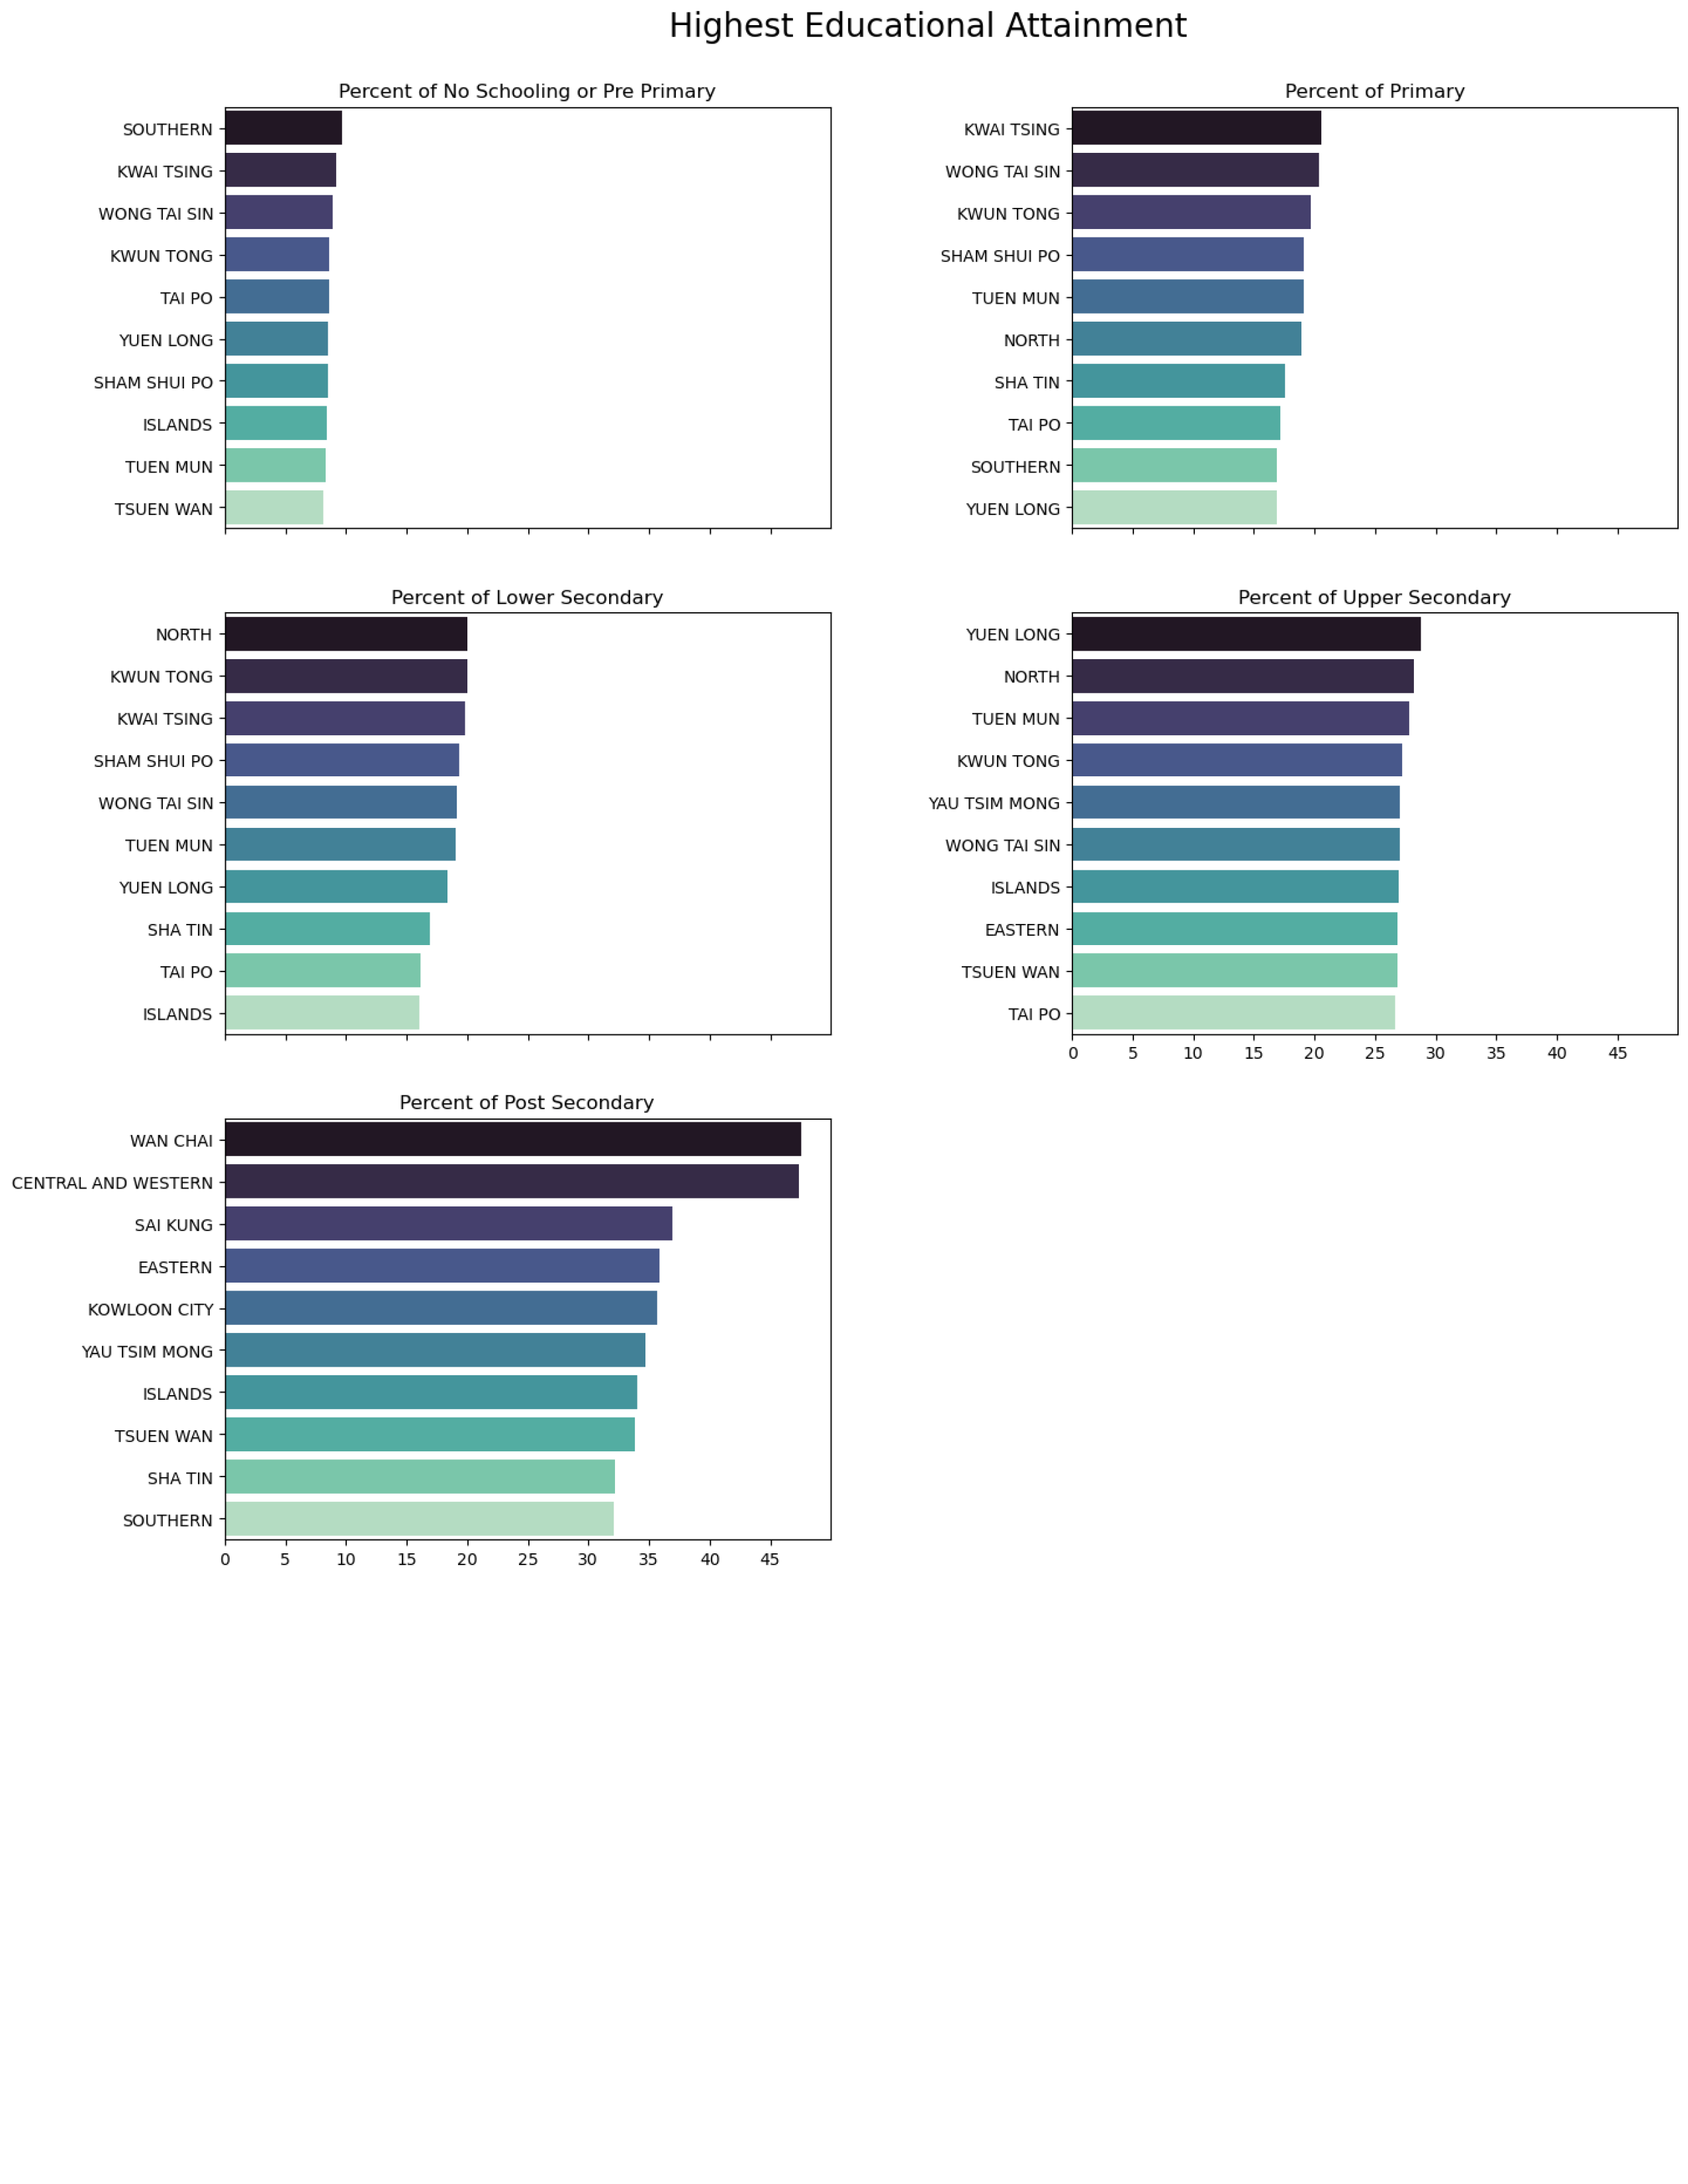 Highest Educational Attainment
Percent of No Schooling or Pre Primary
SOUTHERN
KWAI TSING
WONG TAI SIN
KWUN TONG
TAI PO
YUEN LONG
SHAM SHUI PO
ISLANDS
TUEN MUN
TSUEN WAN
Percent of Primary
KWAI TSING
WONG TAI SIN
KWUN TONG
SHAM SHUI PO
TUEN MUN
NORTH
SHA TIN
TAI PO
SOUTHERN
YUEN LONG
Percent of Lower Secondary
NORTH
KWUN TONG
KWAI TSING
SHAM SHUI PO
WONG TAI SIN
TUEN MUN
YUEN LONG
SHA TIN
TAI PO
ISLANDS
Percent of Upper Secondary
YUEN LONG
NORTH
TUEN MUN
KWUN TONG
YAU TSIM MONG
WONG TAI SIN
ISLANDS
EASTERN
TSUEN WAN
TAI PO
0 5 10 15 20 25 30 35 40 45
Percent of Post Secondary
WAN CHAI
CENTRAL AND WESTERN
SAI KUNG
EASTERN
KOWLOON CITY
YAU TSIM MONG
ISLANDS
TSUEN WAN
SHA TIN
SOUTHERN
0 5 10 15 20 25 30 35 40 45